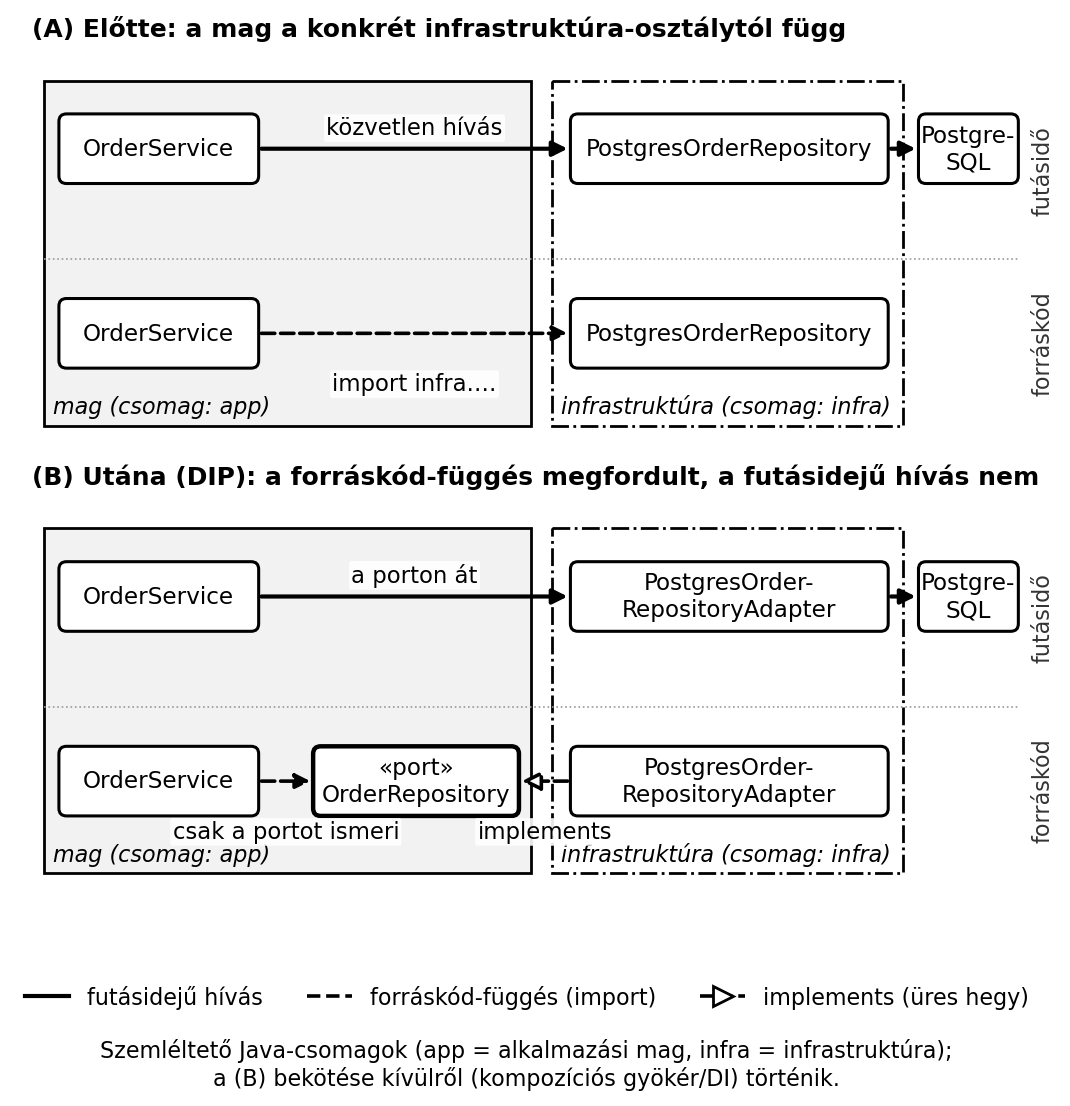 (A) Előtte: a mag a konkrét infrastruktúra-osztálytól függ
OrderService
közvetlen hívás
PostgresOrderRepository
Postgre-
SQL
futásidő
OrderService
PostgresOrderRepository
import infra....
forráskód
mag (csomag: app)
infrastruktúra (csomag: infra)
(B) Utána (DIP): a forráskód-függés megfordult, a futásidejű hívás nem
OrderService
a porton át
PostgresOrder-
RepositoryAdapter
Postgre-
SQL
futásidő
OrderService
«port»
OrderRepository
PostgresOrder-
RepositoryAdapter
csak a portot ismeri
implements
forráskód
mag (csomag: app)
infrastruktúra (csomag: infra)
futásidejű hívás
forráskód-függés (import)
implements (üres hegy)
Szemléltető Java-csomagok (app = alkalmazási mag, infra = infrastruktúra);
a (B) bekötése kívülről (kompozíciós gyökér/DI) történik.